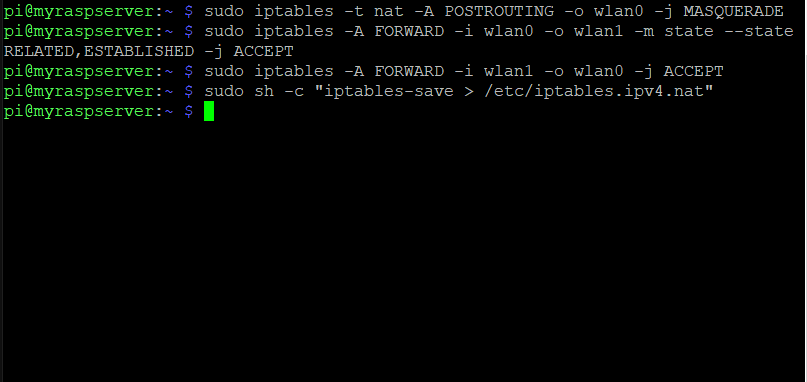 pi@myraspserver:~ $ sudo iptables -t nat -A POSTROUTING -o wlan0 -j MASQUERADE
pi@myraspserver:~ $ sudo iptables -A FORWARD -i wlan0 -o wlan1 -m state --state
RELATED,ESTABLISHED -j ACCEPT
pi@myraspserver:~ $ sudo iptables -A FORWARD -i wlan1 -o wlan0 -j ACCEPT
pi@myraspserver:~ $ sudo sh -c "iptables-save > /etc/iptables.ipv4.nat"
pi@myraspserver:~ $